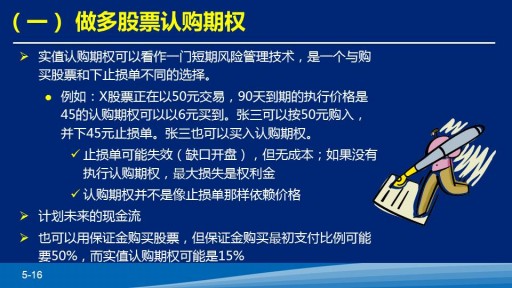 (一) 做多股票认购期权
实值认购期权可以看作一门短期风险管理技术，是一个与购
买股票和下止损单不同的选择。
例如：X股票正在以50元交易，90天到期的执行价格是
45的认购期权可以以6元买到。张三可以按50元购入，
并下45元止损单。张三也可以买入认购期权。
止损单可能失效（缺口开盘），但无成本；如果没有
执行认购期权，最大损失是权利金
认购期权并不是像止损单那样依赖价格
计划未来的现金流
也可以用保证金购买股票，但保证金购买最初支付比例可能
要50%，而实值认购期权可能是15%
5-16